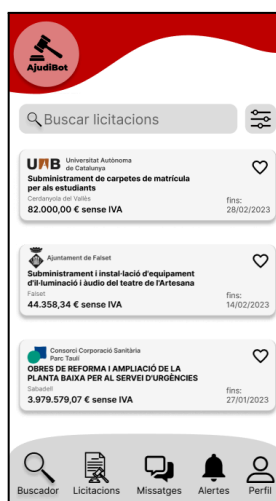 AjudiBot
Buscar licitacions
UAB Universitat Autònoma
de Catalunya
Subministrament de carpetes de matrícula
per als estudiants
Cerdanyola del Vallès
82.000,00 € sense IVA
fins:
28/02/2023
Ajuntament de Falset
Subministrament i instal·lació d'equipament
d'il·luminació i àudio del teatre de l'Artesana
Falset
44.358,34 € sense IVA
fins:
14/02/2023
Consorci Corporació Sanitària
Parc Taulí
OBRES DE REFORMA I AMPLIACIÓ DE LA
PLANTA BAIXA PER AL SERVEI D'URGÈNCIES
Sabadell
3.979.579,07 € sense IVA
fins:
27/01/2023
Buscador Licitacions Missatges Alertes Perfil